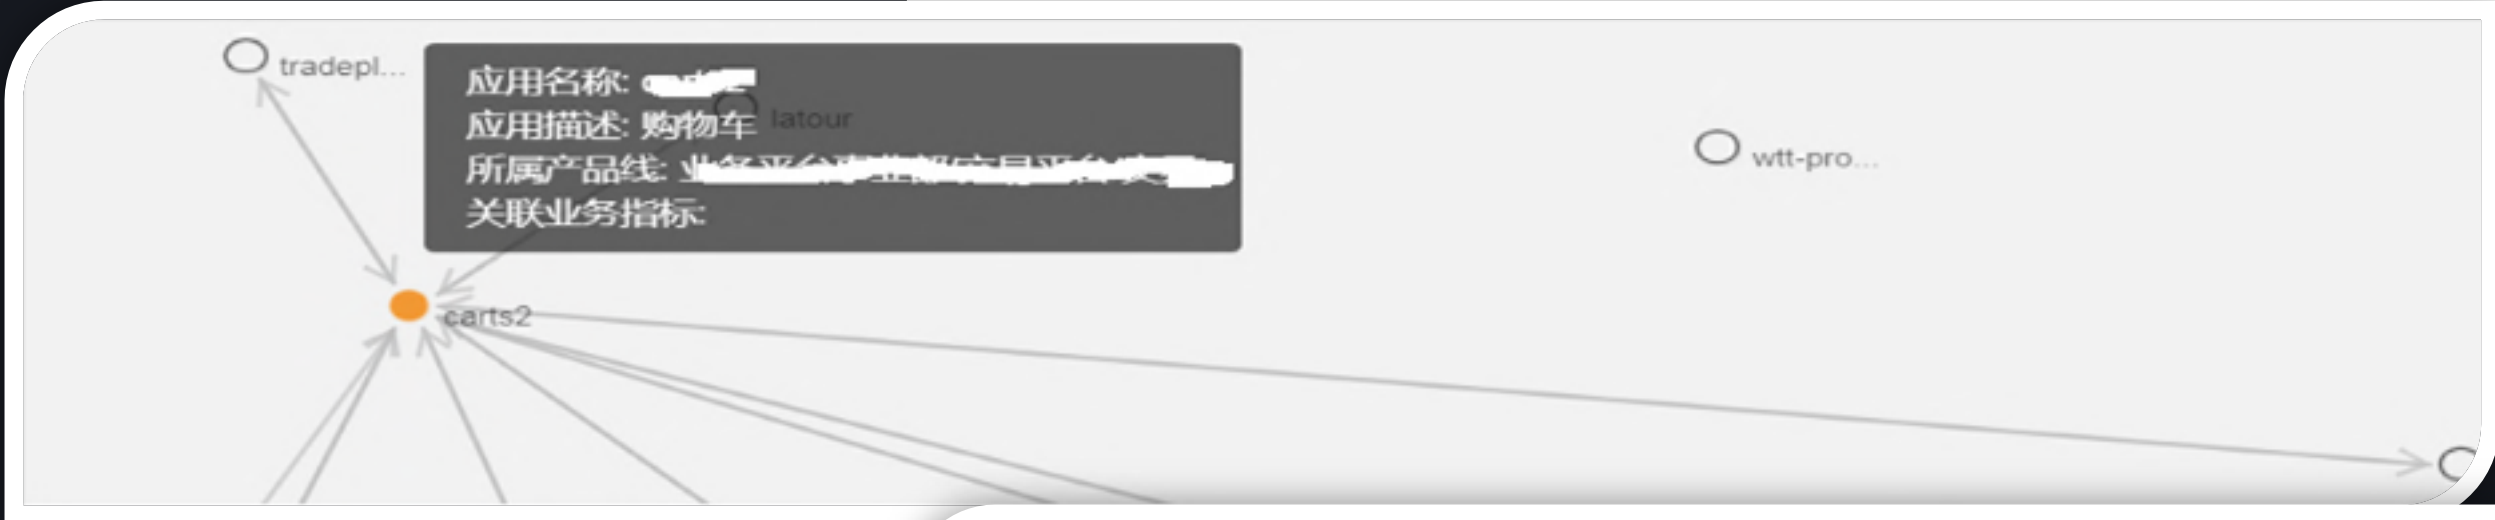 tradepl...
应用名称:
latour
应用描述: 购物车
wtt-pro...
所属产品线:
关联业务指标:
carts2